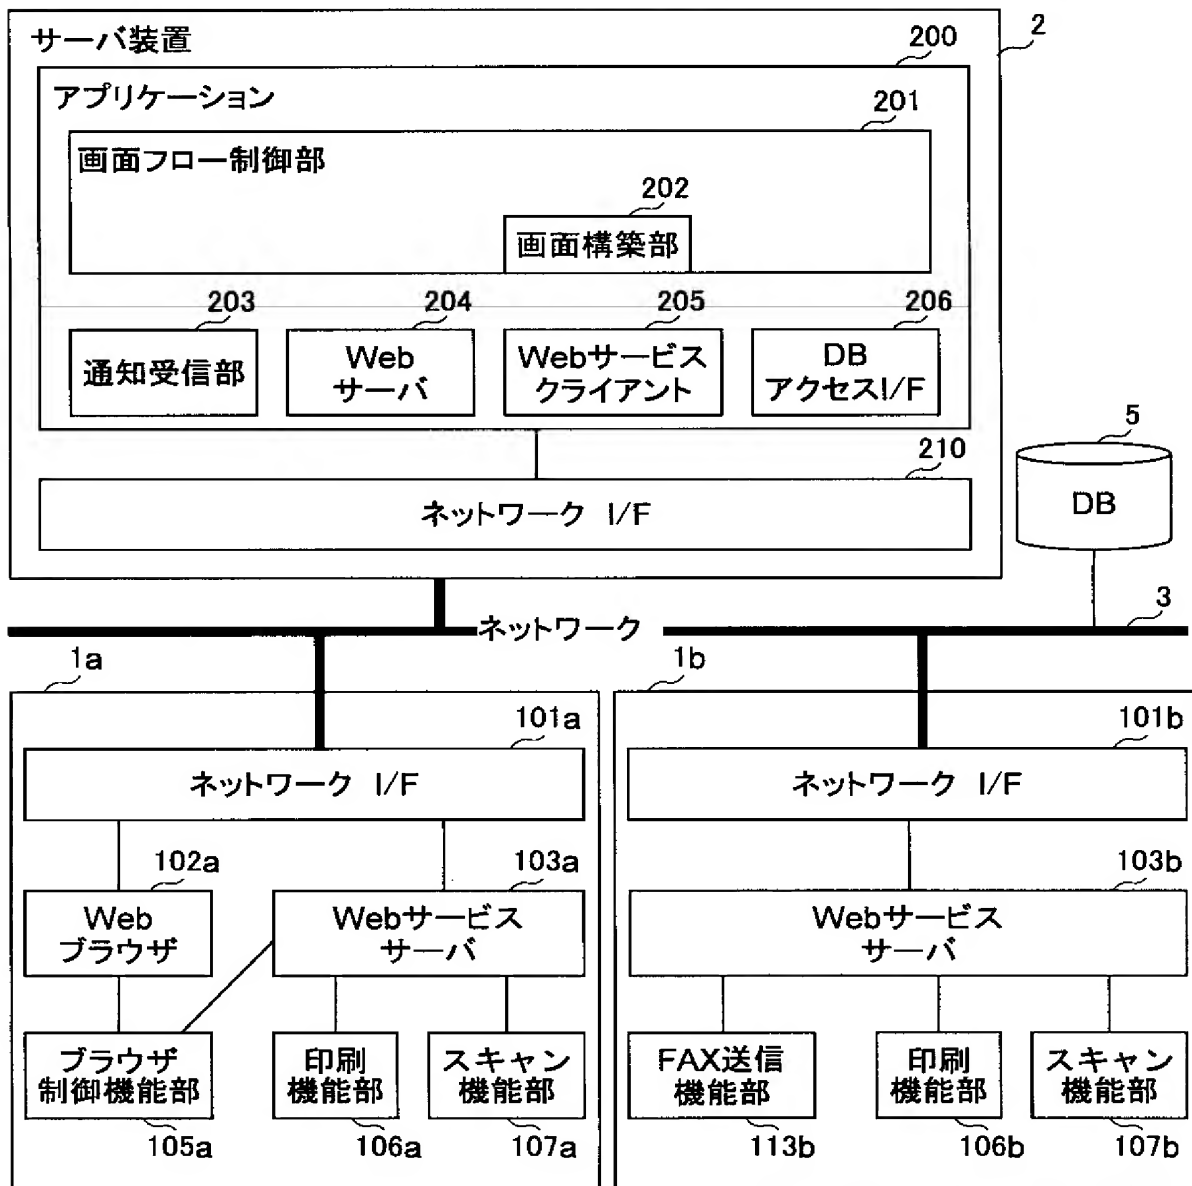 サーバ装置
2
200
アプリケーション
201
画面フロー制御部
202
画面構築部
203
204
205
206
通知受信部
Web
サーバ
Webサービス
クライアント
DB
アクセスI/F
210
ネットワーク I/F
5
DB
ネットワーク
3
1a
101a
ネットワーク I/F
102a
103a
Web
ブラウザ
Webサービス
サーバ
ブラウザ
制御機能部
印刷
機能部
スキャン
機能部
105a
106a
107a
1b
101b
ネットワーク I/F
103b
Webサービス
サーバ
FAX送信
機能部
印刷
機能部
スキャン
機能部
113b
106b
107b